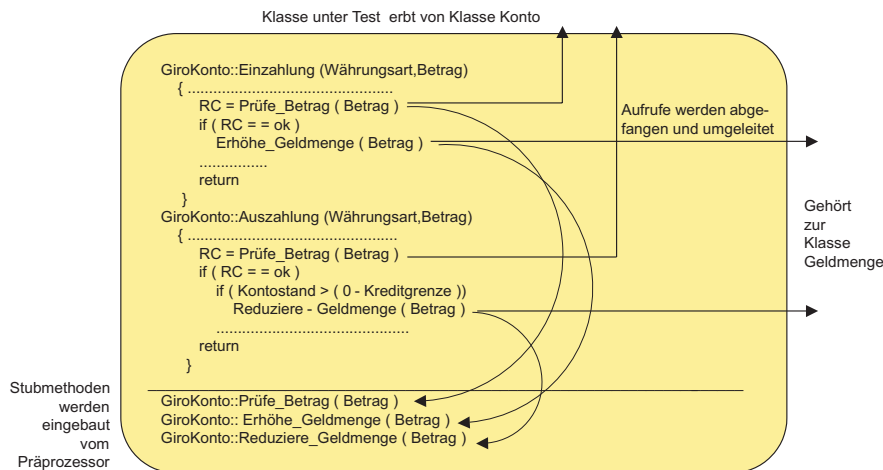 Klasse unter Test erbt von Klasse Konto
GiroKonto::Einzahlung (Währungsart,Betrag)
{ ................................................
RC = Prüfe_Betrag ( Betrag )
if ( RC = = ok )
Erhöhe_Geldmenge ( Betrag )
................
return
}
Aufrufe werden abge-
fangen und umgeleitet
GiroKonto::Auszahlung (Währungsart,Betrag)
{ .................................................
RC = Prüfe_Betrag ( Betrag )
if ( RC = = ok )
if ( Kontostand > ( 0 - Kreditgrenze ))
Reduziere - Geldmenge ( Betrag )
.............................................
return
}
Gehört
zur
Klasse
Geldmenge
Stubmethoden
werden
eingebaut
vom
Präprozessor
GiroKonto::Prüfe_Betrag ( Betrag )
GiroKonto:: Erhöhe_Geldmenge ( Betrag )
GiroKonto::Reduziere_Geldmenge ( Betrag )